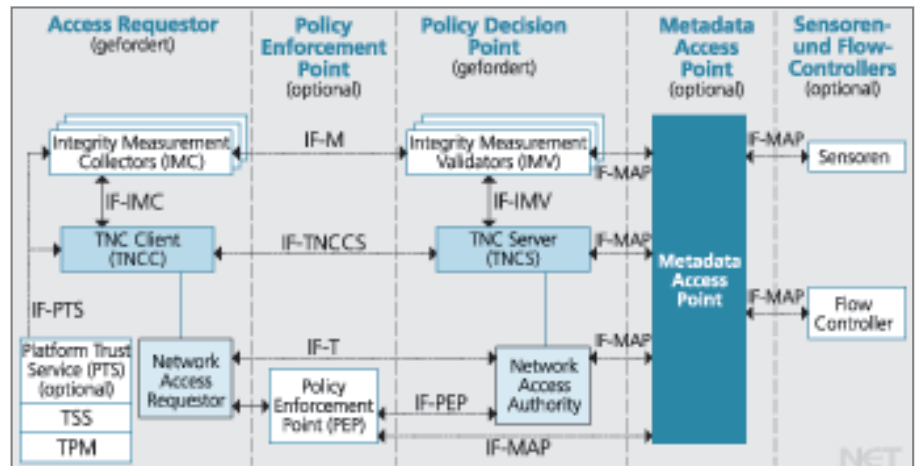 Access Requestor
(gefordert)
Policy
Enforcement
Point
(optional)
Policy Decision
Point
(gefordert)
Metadata
Access
Point
(optional)
Sensoren-
und Flow-
Controllers
(optional)
Integrity Measurement
Collectors (IMC)
IF-M
Integrity Measurement
Validators (IMV)
IF-MAP
IF-MAP
Sensoren
IF-IMC
IF-IMV
TNC Client
(TNCC)
IF-TNCCS
TNC Server
(TNCS)
IF-MAP
Metadata
Access
Point
IF-MAP
Flow
Controller
IF-PTS
Platform Trust
Service (PTS)
(optional)
TSS
TPM
Network
Access
Requestor
IF-T
Policy
Enforcement
Point (PEP)
IF-PEP
Network
Access
Authority
IF-MAP
IF-MAP
NET